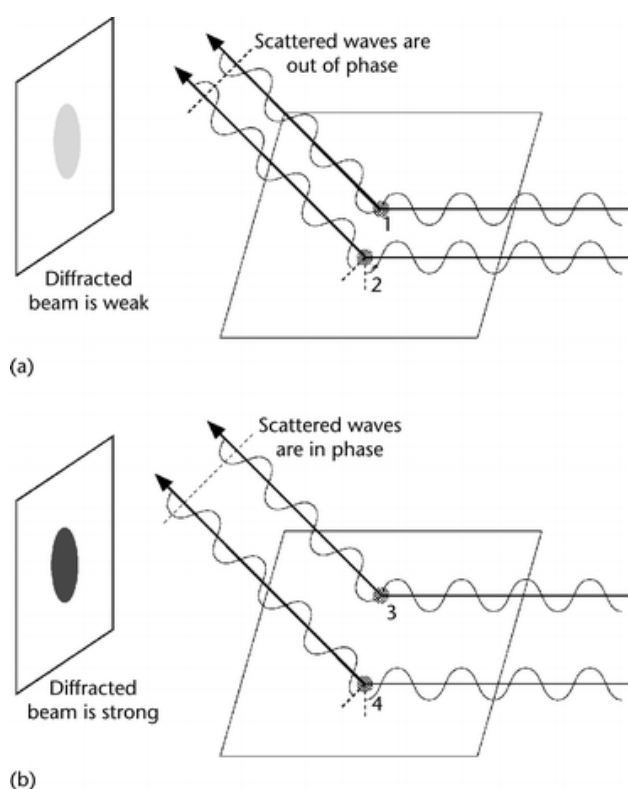 Scattered waves are
out of phase
1
2
Diffracted
beam is weak
(a)
Scattered waves
are in phase
3
4
Diffracted
beam is strong
(b)